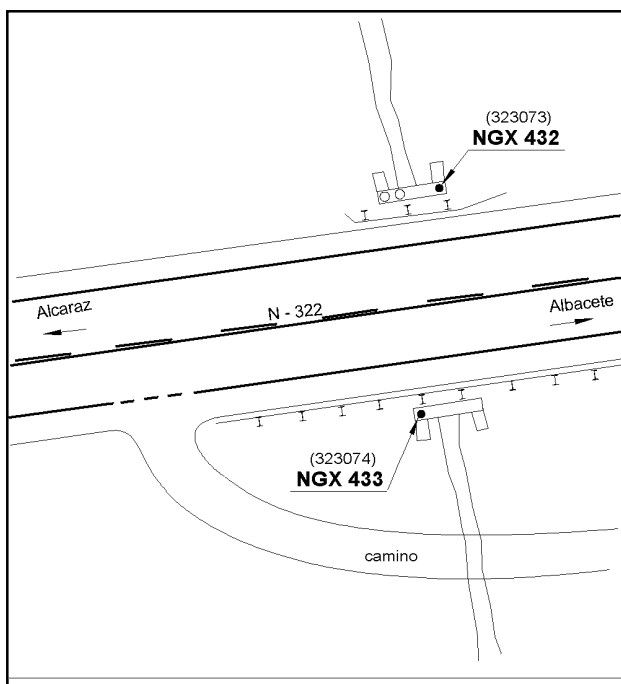 (323073)
NGX 432
Alcaraz
N - 322
Albacete
(323074)
NGX 433
camino